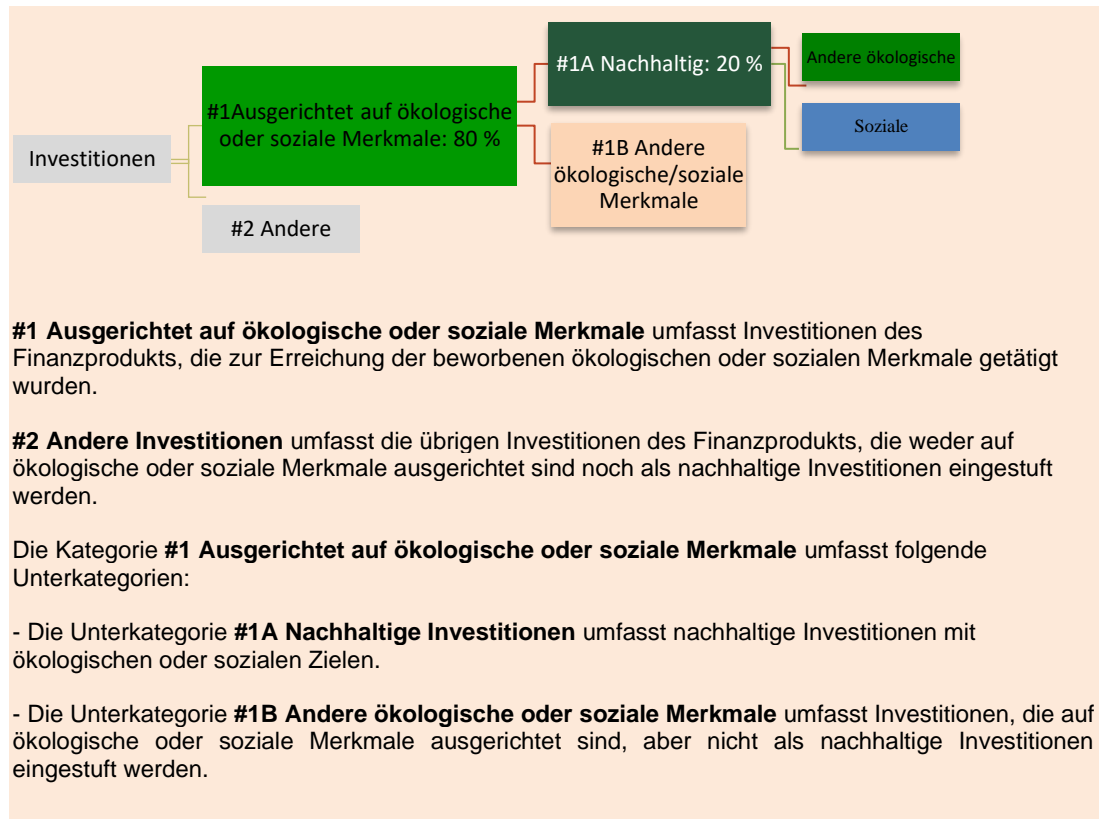 Investitionen
#1Ausgerichtet auf ökologische
oder soziale Merkmale: 80 %
#2 Andere
#1A Nachhaltig: 20 %
#1B Andere
ökologische/soziale
Merkmale
Andere ökologische
Soziale
#1 Ausgerichtet auf ökologische oder soziale Merkmale umfasst Investitionen des
Finanzprodukts, die zur Erreichung der beworbenen ökologischen oder sozialen Merkmale getätigt
wurden.
#2 Andere Investitionen umfasst die übrigen Investitionen des Finanzprodukts, die weder auf
ökologische oder soziale Merkmale ausgerichtet sind noch als nachhaltige Investitionen eingestuft
werden.
Die Kategorie #1 Ausgerichtet auf ökologische oder soziale Merkmale umfasst folgende
Unterkategorien:
- Die Unterkategorie #1A Nachhaltige Investitionen umfasst nachhaltige Investitionen mit
ökologischen oder sozialen Zielen.
- Die Unterkategorie #1B Andere ökologische oder soziale Merkmale umfasst Investitionen, die auf
ökologische oder soziale Merkmale ausgerichtet sind, aber nicht als nachhaltige Investitionen
eingestuft werden.